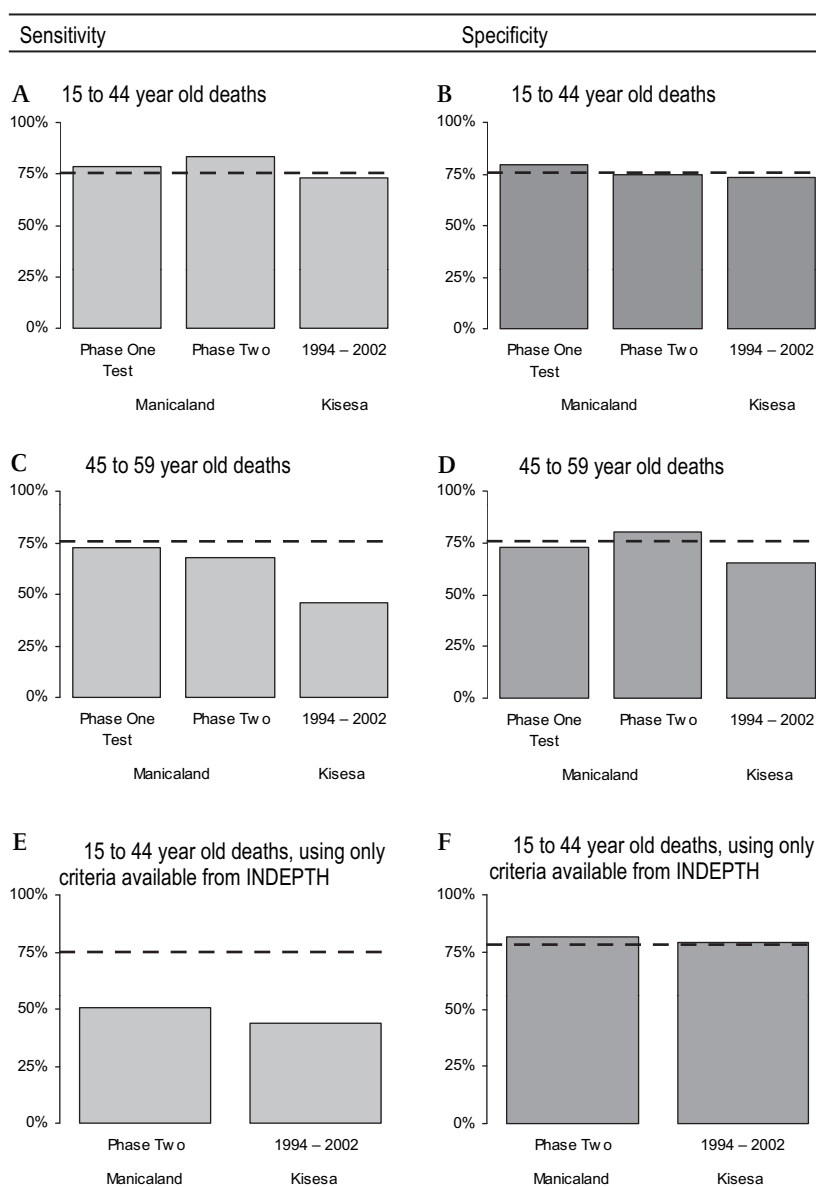 Sensitivity Specificity
A 15 to 44 year old deaths
100%
75%
50%
25%
0%
Phase One Test
Phase Two
1994 – 2002
Manicaland Kisesa
B 15 to 44 year old deaths
100%
75%
50%
25%
0%
Phase One Test
Phase Two
1994 – 2002
Manicaland Kisesa
C 45 to 59 year old deaths
100%
75%
50%
25%
0%
Phase One Test
Phase Two
1994 – 2002
Manicaland Kisesa
D 45 to 59 year old deaths
100%
75%
50%
25%
0%
Phase One Test
Phase Two
1994 – 2002
Manicaland Kisesa
E 15 to 44 year old deaths, using only
criteria available from INDEPTH
100%
75%
50%
25%
0%
Phase Two 1994 – 2002
Manicaland Kisesa
F 15 to 44 year old deaths, using only
criteria available from INDEPTH
100%
75%
50%
25%
0%
Phase Two 1994 – 2002
Manicaland Kisesa